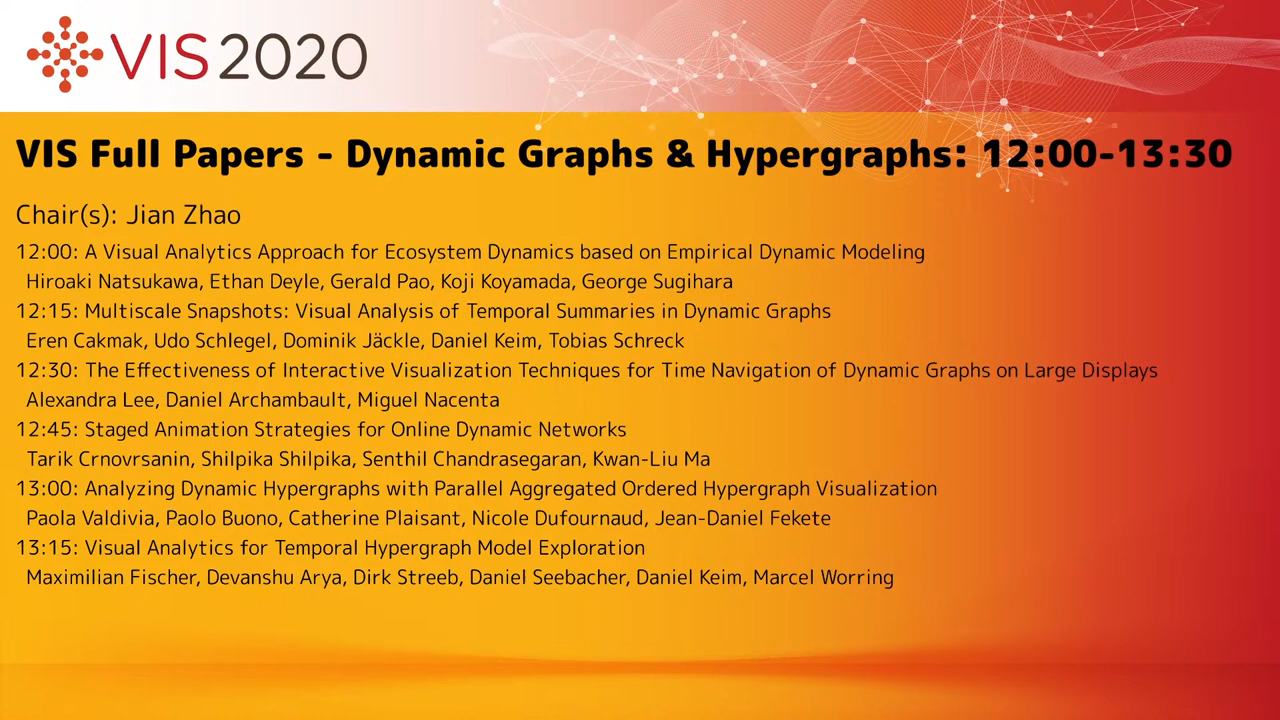 VIS2020
VIS Full Papers - Dynamic Graphs & Hypergraphs: 12:00-13:30
Chair(s): Jian Zhao
12:00: A Visual Analytics Approach for Ecosystem Dynamics based on Empirical Dynamic Modeling
Hiroaki Natsukawa, Ethan Deyle, Gerald Pao, Koji Koyamada, George Sugihara
12:15: Multiscale Snapshots: Visual Analysis of Temporal Summaries in Dynamic Graphs
Eren Cakmak, Udo Schlegel, Dominik Jäckle, Daniel Keim, Tobias Schreck
12:30: The Effectiveness of Interactive Visualization Techniques for Time Navigation of Dynamic Graphs on Large Displays
Alexandra Lee, Daniel Archambault, Miguel Nacenta
12:45: Staged Animation Strategies for Online Dynamic Networks
Tarik Crnovrsanin, Shilpika Shilpika, Senthil Chandrasegaran, Kwan-Liu Ma
13:00: Analyzing Dynamic Hypergraphs with Parallel Aggregated Ordered Hypergraph Visualization
Paola Valdivia, Paolo Buono, Catherine Plaisant, Nicole Dufournaud, Jean-Daniel Fekete
13:15: Visual Analytics for Temporal Hypergraph Model Exploration
Maximilian Fischer, Devanshu Arya, Dirk Streeb, Daniel Seebacher, Daniel Keim, Marcel Worring